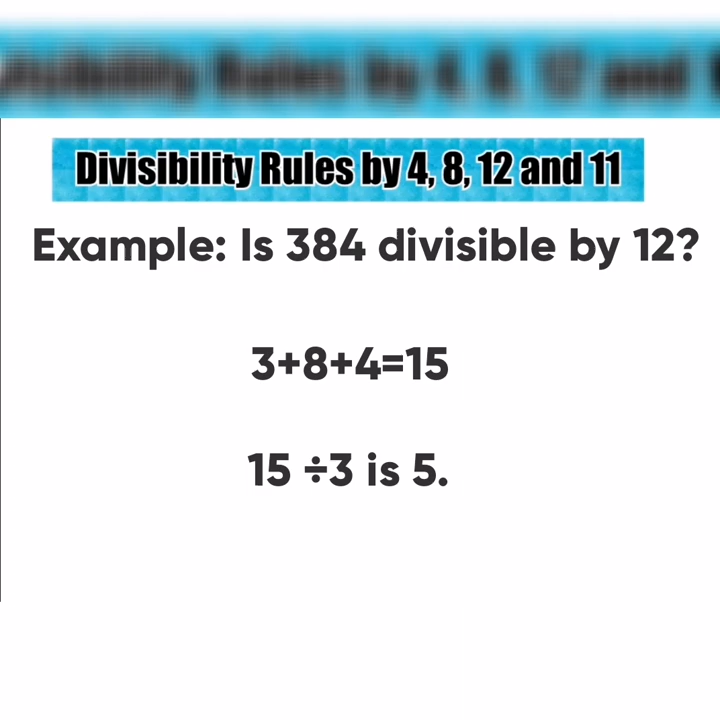 Divisibility Rules by 4, 8, 12 and 11
Example: Is 384 divisible by 12?
3+8+4=15
15 ÷3 is 5.